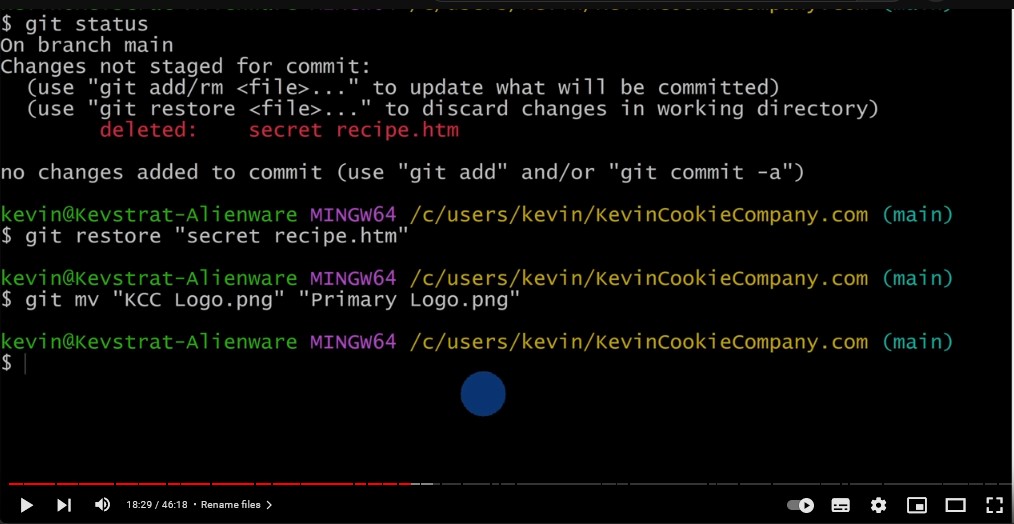 $ git status
On branch main
Changes not staged for commit:
  (use "git add/rm <file>..." to update what will be committed)
  (use "git restore <file>..." to discard changes in working directory)
        deleted:    secret recipe.htm

no changes added to commit (use "git add" and/or "git commit -a")

kevin@Kevstrat-Alienware MINGW64 /c/users/kevin/KevinCookieCompany.com (main)
$ git restore "secret recipe.htm"

kevin@Kevstrat-Alienware MINGW64 /c/users/kevin/KevinCookieCompany.com (main)
$ git mv "KCC Logo.png" "Primary Logo.png"

kevin@Kevstrat-Alienware MINGW64 /c/users/kevin/KevinCookieCompany.com (main)
$
18:29 / 46:18 • Rename files >